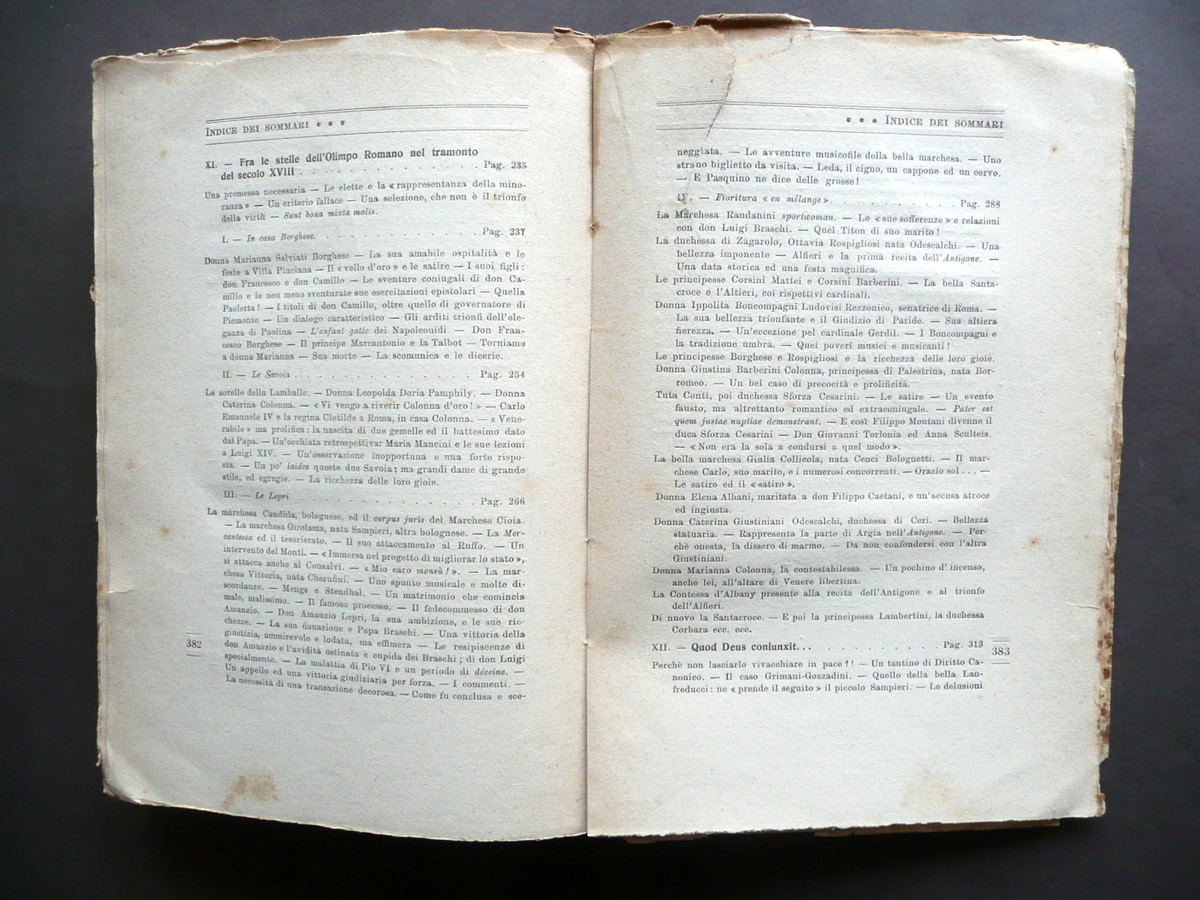 INDICE DEI SOMMARI • • •
XI. — Fra le stelle dell'Olimpo Romano nel tramonto
del secolo XVIII . . . . . . . . . . . Pag. 235
Una premessa necessaria — Le elette e la « rappresentanza della mino-
ranza » — Un criterio fallace — Una selezione, che non è il trionfo
della virtù — Sunt bona mixta malis.
I. — In casa Borghese. . . . . . . . . . . . Pag. 237
Donna Marianna Salviati Borghese — La sua amabile ospitalità e le
feste a Villa Pinciana — Il « vello d'oro » e le satire — I suoi figli:
don Francesco e don Camillo — Le sventure coniugali di don Ca-
millo e le non meno sventurate sue esercitazioni epistolari — Quella
Paoletta! — I titoli di don Camillo, oltre quello di governatore di
Piemonte — Un dialogo caratteristico — Gli arditi trionfi dell'ele-
ganza di Paolina — L'enfant gatée dei Napoleonidi — Don Fran-
cesco Borghese — Il principe Marcantonio e la Talbot — Torniamo
a donna Marianna — Sua morte — La scomunica e le dicerie.
II. — Le Savoia . . . . . . . . . . . . Pag. 254
Le sorelle della Lamballe. — Donna Leopolda Doria Pamphily. — Donna
Caterina Colonna. — « Vi vengo a riverir Colonna d'oro! » — Carlo
Emanuele IV e la regina Clotilde a Roma, in casa Colonna. — « Vene-
rabile » ma prolifica: la nascita di due gemelle ed il battesimo dato
dal Papa. — Un'occhiata retrospettiva: Maria Mancini e le sue lezioni
a Luigi XIV. — Un'osservazione inopportuna e una forte rispo-
sta. — Un po' laides queste due Savoia; ma grandi dame di grande
stile, ed egregie. — La ricchezza delle loro gioie.
III. — Le Lepri . . . . . . . . . . . . Pag. 266
La marchesa Candida, bolognese, ed il corpus juris del Marchese Cioia.
— La marchesa Girolama, nata Sampieri, altra bolognese. — La Mer-
cantessa ed il tesorierato. — Il suo attaccamento al Ruffo. — Un
intervento del Monti. — « Immersa nel progetto di migliorar lo stato »,
si attacca anche al Consalvi. — « Mio caro monsù! ». — La mar-
chesa Vittoria, nata Cherufini. — Uno spunto musicale e molte di-
scordanze. — Mengs e Stendhal. — Un matrimonio che comincia
male, malissimo. — Il famoso processo. — Il fedecommesso di don
Amanzio. — Don Amanzio Lepri, la sua ambizione, e le sue ric-
chezze. — La sua donazione e Papa Braschi. — Una vittoria della
giustizia, ammirevole e lodata, ma effimera — Le resipiscenze di
don Amanzio e l'avidità ostinata e cupida dei Braschi; di don Luigi
specialmente. — La malattia di Pio VI e un periodo di déceine. —
Un appello ed una vittoria giudiziaria per forza. — I commenti. —
La necessità di una transazione decorosa. — Come fu conclusa e sce-
382
• • • INDICE DEI SOMMARI
neggiata. — Le avventure musicofile della bella marchesa. — Uno
strano biglietto da visita. — Leda, il cigno, un cappone ed un corvo.
— E Pasquino ne dice delle grosse!
IV. — Fioritura « en mélange » . . . . . . . . . Pag. 288
La Marchesa Randanini sportwoman. — Le « sue sofferenze » e relazioni
con don Luigi Braschi. — Quel Titon di suo marito!
La duchessa di Zagarolo, Ottavia Rospigliosi nata Odescalchi. — Una
bellezza imponente — Alfieri e la prima recita dell'Antigone. —
Una data storica ed una festa magnifica.
Le principesse Corsini Mattei e Corsini Barberini. — La bella Santa-
croce e l'Altieri, coi rispettivi cardinali.
Donna Ippolita Boncompagni Ludovisi Rezzonico, senatrice di Roma. —
La sua bellezza trionfante e il Giudizio di Paride. — Sua altiera
fierezza. — Un'eccezione pel cardinale Gerdil. — I Boncompagni e
la tradizione umbra. — Quei poveri musici e musicanti!
Le principesse Borghese e Rospigliosi e la ricchezza delle loro gioie.
Donna Giustina Barberini Colonna, principessa di Palestrina, nata Bor-
romeo. — Un bel caso di precocità e prolificità.
Tuta Conti, poi duchessa Sforza Cesarini. — Le satire — Un evento
fausto, ma altrettanto romantico ed extraconiugale. — Pater est
quem justae nuptiae demonstrant. — E così Filippo Montani divenne il
duca Sforza Cesarini — Don Giovanni Torlonia ed Anna Sculteis.
— « Non era la sola a condursi a quel modo ».
La bella marchesa Giulia Collicola, nata Cenci Bolognetti. — Il mar-
chese Carlo, suo marito, e i numerosi concorrenti. — Orazio sol . . . —
Le satire ed il « satiro ».
Donna Elena Albani, maritata a don Filippo Caetani, e un'accusa atroce
ed ingiusta.
Donna Caterina Giustiniani Odescalchi, duchessa di Ceri. — Bellezza
statuaria. — Rappresenta la parte di Argia nell'Antigone. — Per-
chè onesta, la dissero di marmo. — Da non confondersi con l'altra
Giustiniani.
Donna Marianna Colonna, la contestabilessa. — Un pochino d'incenso,
anche lei, all'altare di Venere libertina.
La Contessa d'Albany presente alla recita dell'Antigone e al trionfo
dell'Alfieri.
Di nuovo la Santacroce. — E poi la principessa Lambertini, la duchessa
Corbara ecc. ecc.
XII. — Quod Deus coniunxit. . . . . . . . . . . Pag. 313
Perchè non lasciarlo vivacchiare in pace?! — Un tantino di Diritto Ca-
nonico. — Il caso Grimani-Gozzadini. — Quello della bella Lan-
freducci: ne « prende il seguito » il piccolo Sampieri. — Le delusioni
383